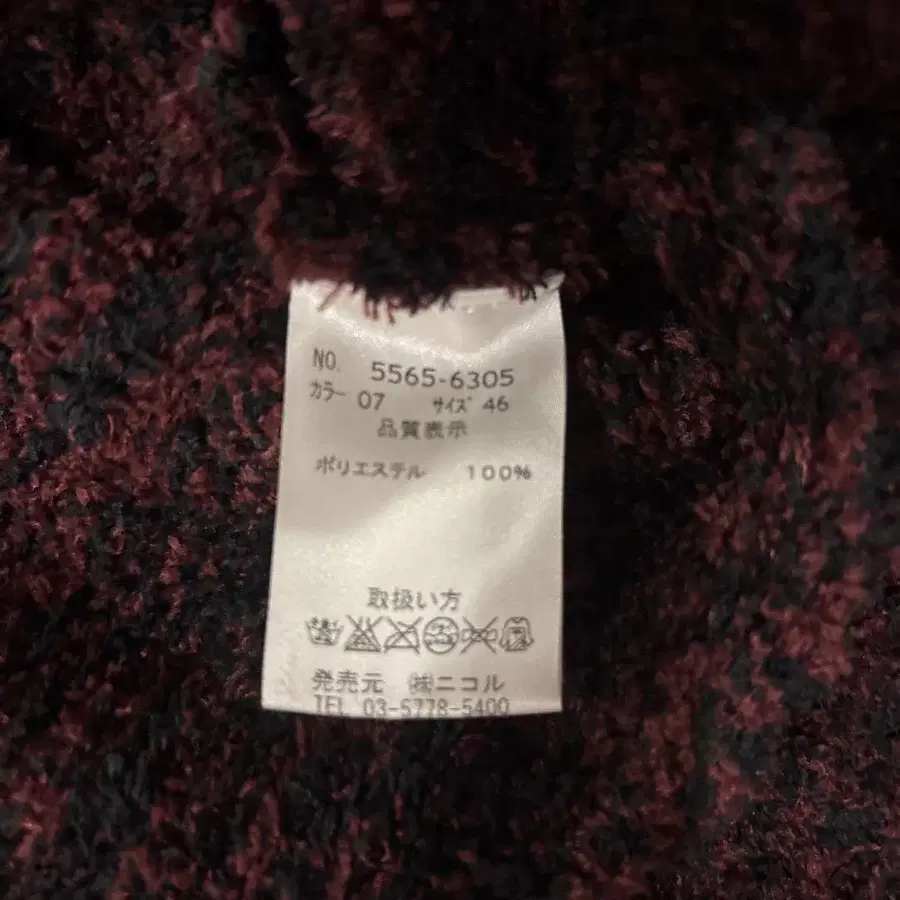 NO. 5565-6305
カラー 07 サイズ 46
品質表示
ポリエステル 100%
取扱い方
発売元 ㈱ニコル
TEL 03-5778-5400